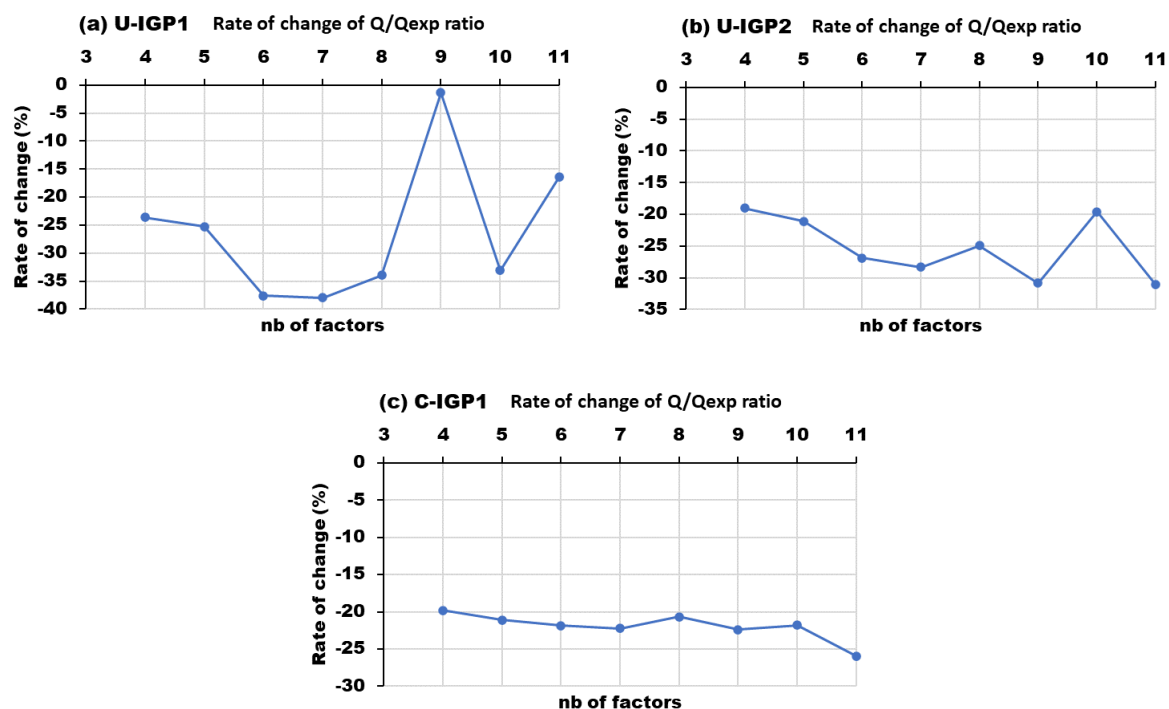 (a) U-IGP1 Rate of change of Q/Qexp ratio
3 4 5 6 7 8 9 10 11
0
-5
-10
-15
-20
-25
-30
-35
-40
Rate of change (%)
nb of factors
(b) U-IGP2 Rate of change of Q/Qexp ratio
3 4 5 6 7 8 9 10 11
0
-5
-10
-15
-20
-25
-30
-35
Rate of change (%)
nb of factors
(c) C-IGP1 Rate of change of Q/Qexp ratio
3 4 5 6 7 8 9 10 11
0
-5
-10
-15
-20
-25
-30
Rate of change (%)
nb of factors